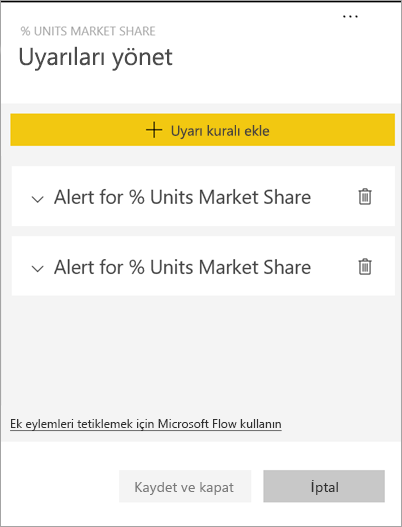 % UNITS MARKET SHARE
Uyarıları yönet
Uyarı kuralı ekle
Alert for % Units Market Share
Alert for % Units Market Share
Ek eylemleri tetiklemek için Microsoft Flow kullanın
Kaydet ve kapat
İptal